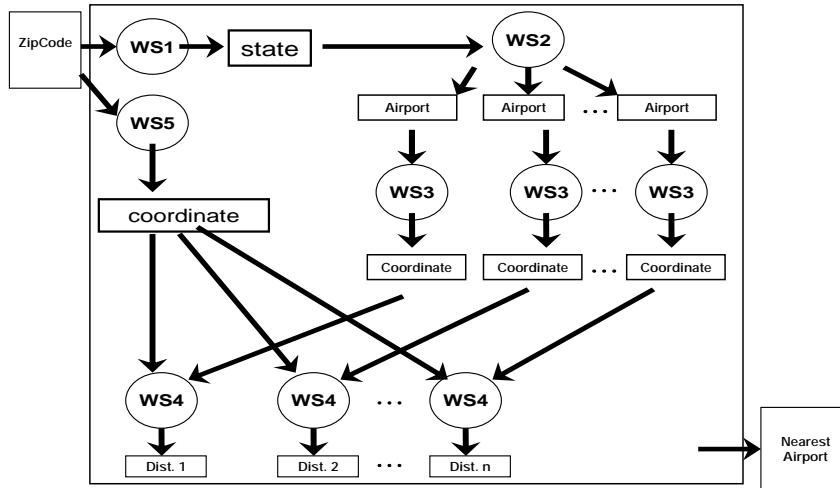 ZipCode
WS1
state
WS2
Airport
Airport
...
Airport
WS5
WS3
WS3
...
WS3
coordinate
Coordinate
Coordinate
...
Coordinate
WS4
WS4
...
WS4
Dist. 1
Dist. 2
...
Dist. n
Nearest
Airport